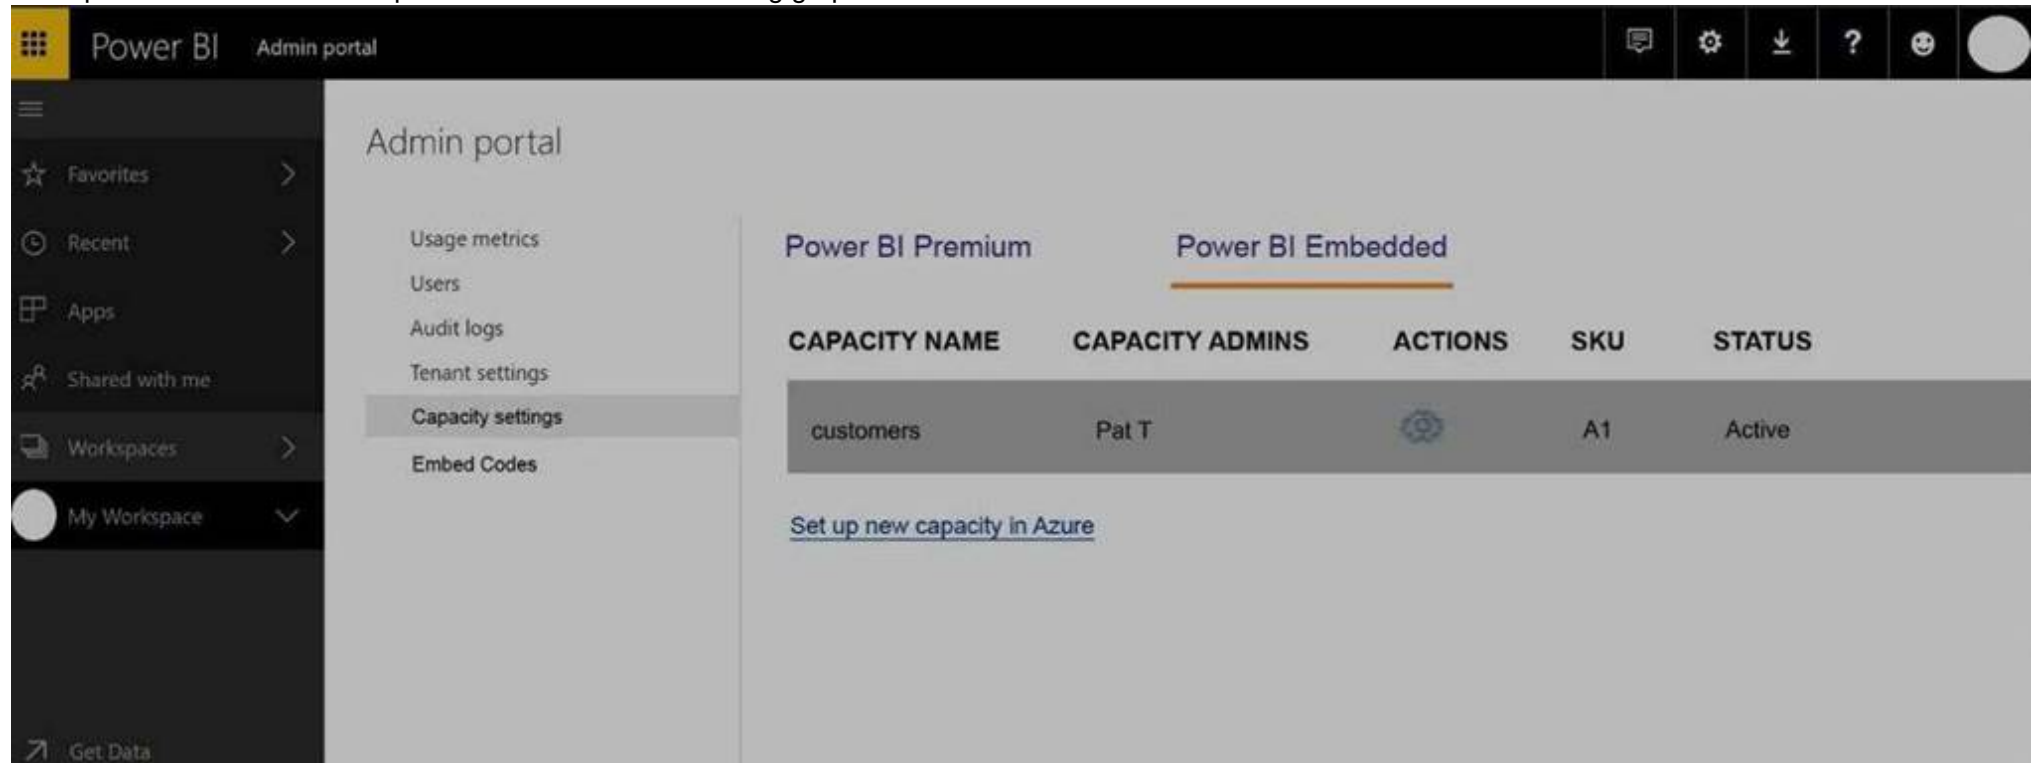 Power BI Admin portal
?
Admin portal
Favorites
Recent
Apps
Shared with me
Workspaces
My Workspace
Get Data
Usage metrics
Users
Audit logs
Tenant settings
Capacity settings
Embed Codes
Power BI Premium Power BI Embedded
CAPACITY NAME CAPACITY ADMINS ACTIONS SKU STATUS
customers Pat T A1 Active
Set up new capacity in Azure